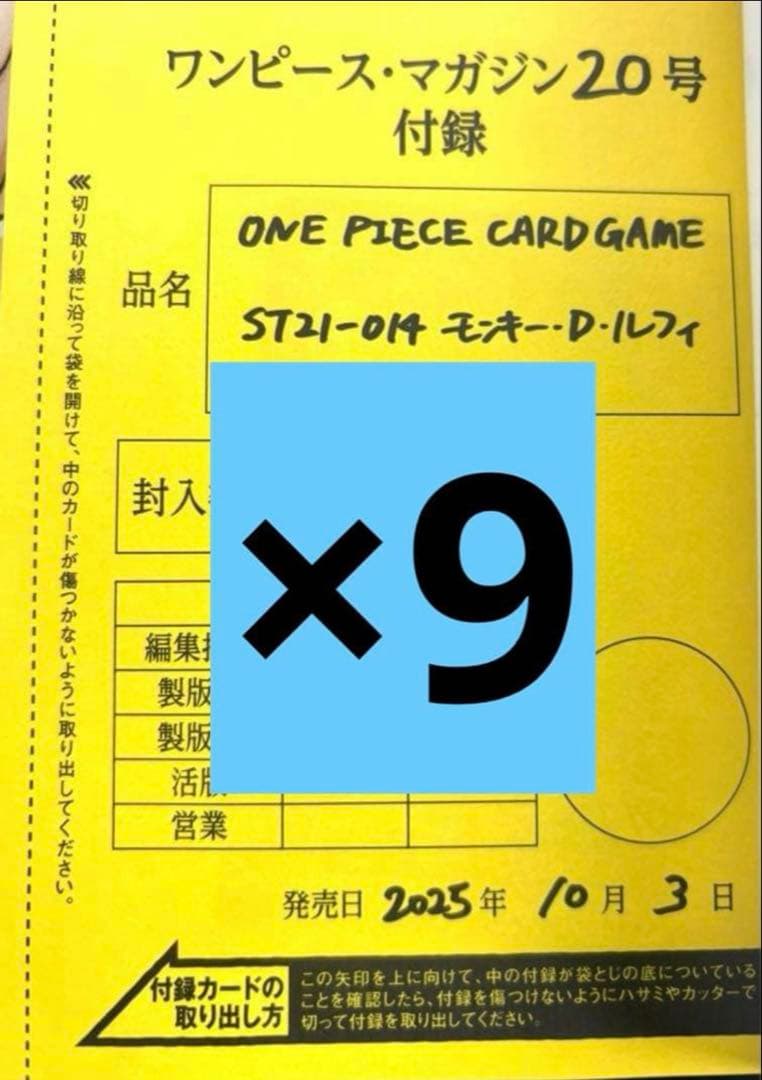 ワンピース・マガジン20号
付録
品名
ONE PIECE CARD GAME
ST21-014 モンキー・D・ルフィ
封入
×9
編集
製版
製版
活版
営業
発売日 2025年 10月 3日
《切り取り線に沿って袋を開けて、中のカードが傷つかないように取り出してください。
付録カードの
取り出し方
この矢印を上に向けて、中の付録が袋とじの底についている
ことを確認したら、付録を傷つけないようにハサミやカッターで
切って付録を取り出してください。